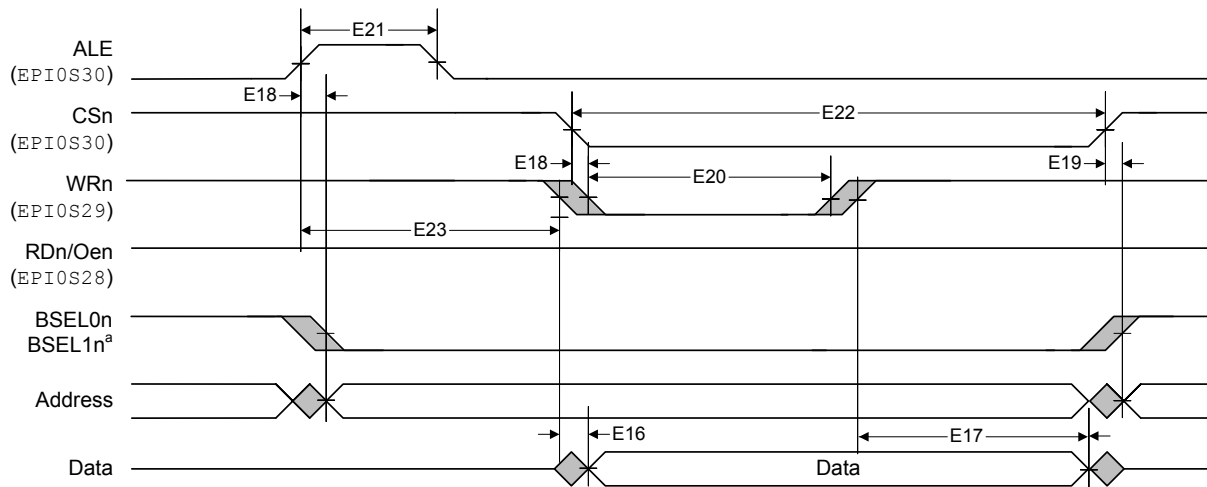 E21
ALE
(EPI0S30)
E18
CSn
E22
(EPI0S30)
E18
E19
WRn
E20
(EPI0S29)
E23
RDn/Oen
(EPI0S28)
BSEL0n
BSEL1nª
Address
E16
E17
Data
Data